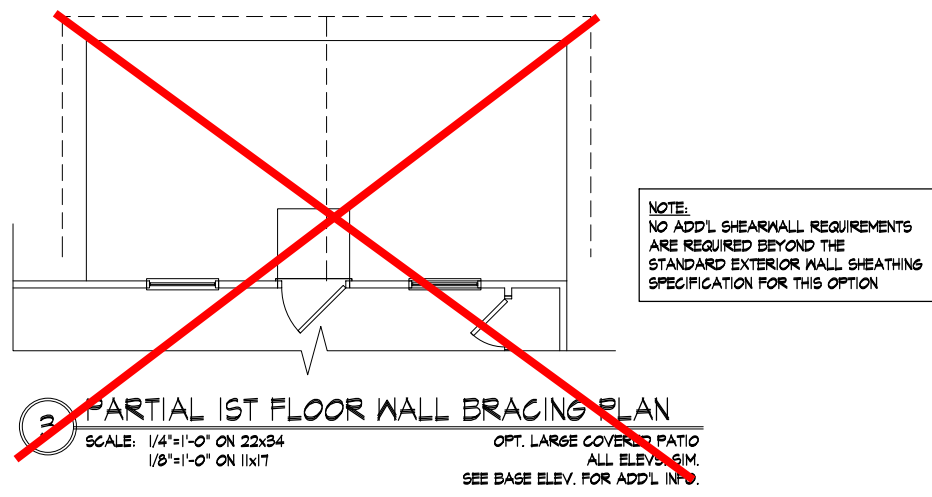 NOTE:
NO ADD'L SHEARWALL REQUIREMENTS
ARE REQUIRED BEYOND THE
STANDARD EXTERIOR WALL SHEATHING
SPECIFICATION FOR THIS OPTION
3
PARTIAL 1ST FLOOR WALL BRACING PLAN
SCALE: 1/4"=1'-0" ON 22x34
1/8"=1'-0" ON 11x17
OPT. LARGE COVERED PATIO
ALL ELEVS. SIM.
SEE BASE ELEV. FOR ADD'L INFO.